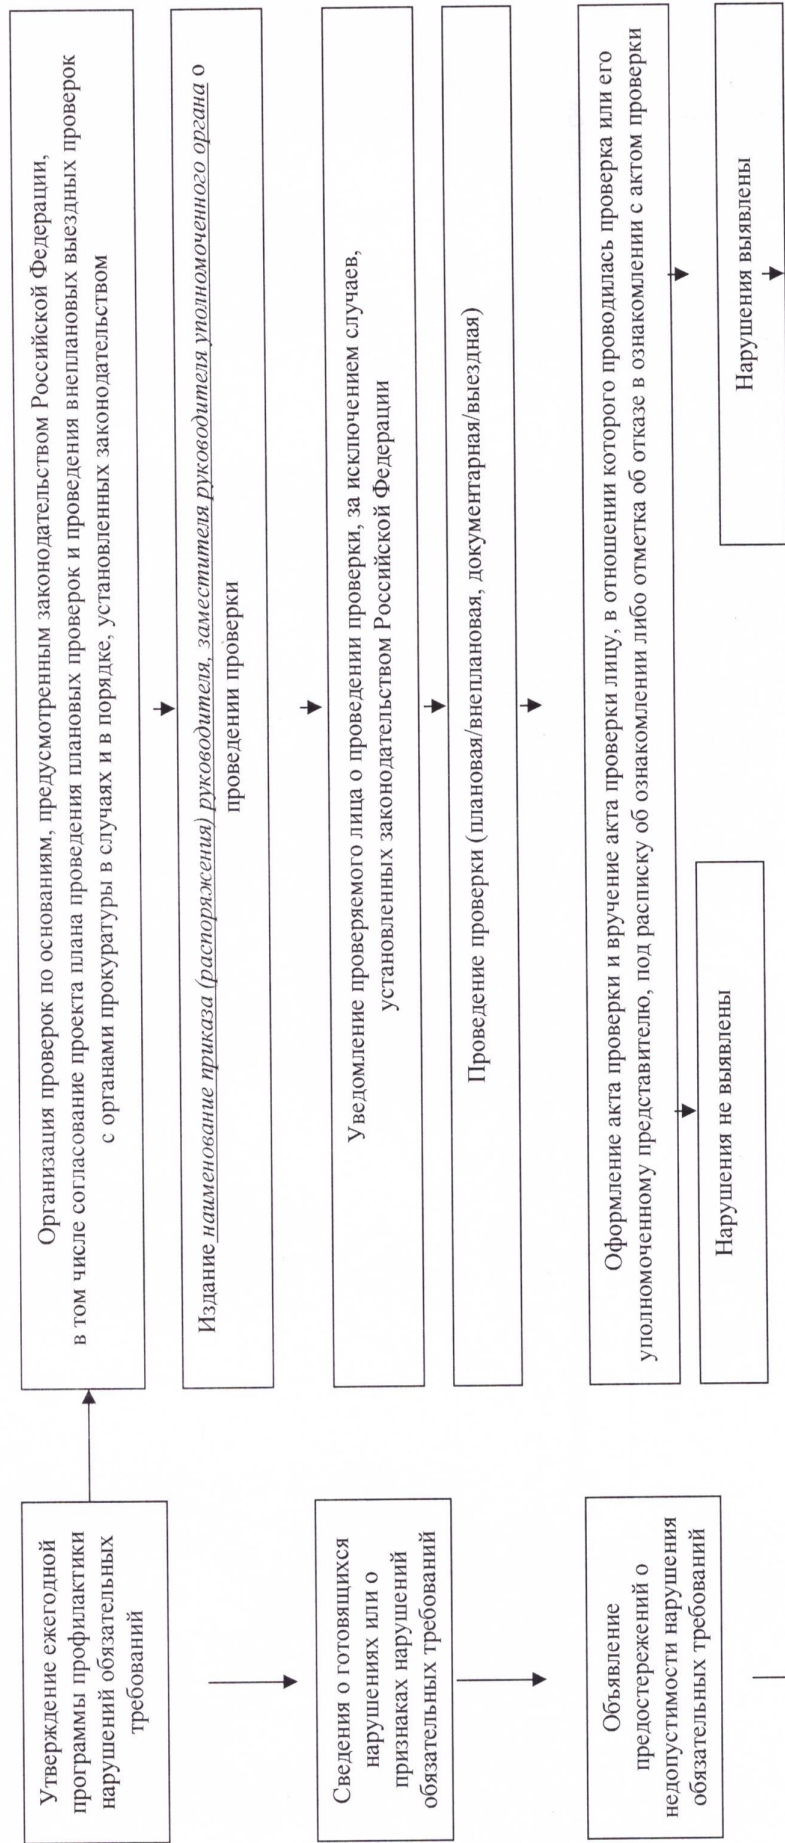 Утверждение ежегодной
программы профилактики
нарушений обязательных
требований
Организация проверок по основаниям, предусмотренным законодательством Российской Федерации,
в том числе согласование проекта плана проведения плановых проверок и проведения внеплановых выездных проверок
с органами прокуратуры в случаях и в порядке, установленных законодательством
Издание наименование приказа (распоряжения) руководителя, заместителя руководителя уполномоченного органа о
проведении проверки
Сведения о готовящихся
нарушениях или о
признаках нарушений
обязательных требований
Уведомление проверяемого лица о проведении проверки, за исключением случаев,
установленных законодательством Российской Федерации
Проведение проверки (плановая/внеплановая, документарная/выездная)
Объявление
предостережений о
недопустимости нарушения
обязательных требований
Оформление акта проверки и вручение акта проверки лицу, в отношении которого проводилась проверка или его
уполномоченному представителю, под расписку об ознакомлении либо отметка об отказе в ознакомлении с актом проверки
Нарушения не выявлены
Нарушения выявлены